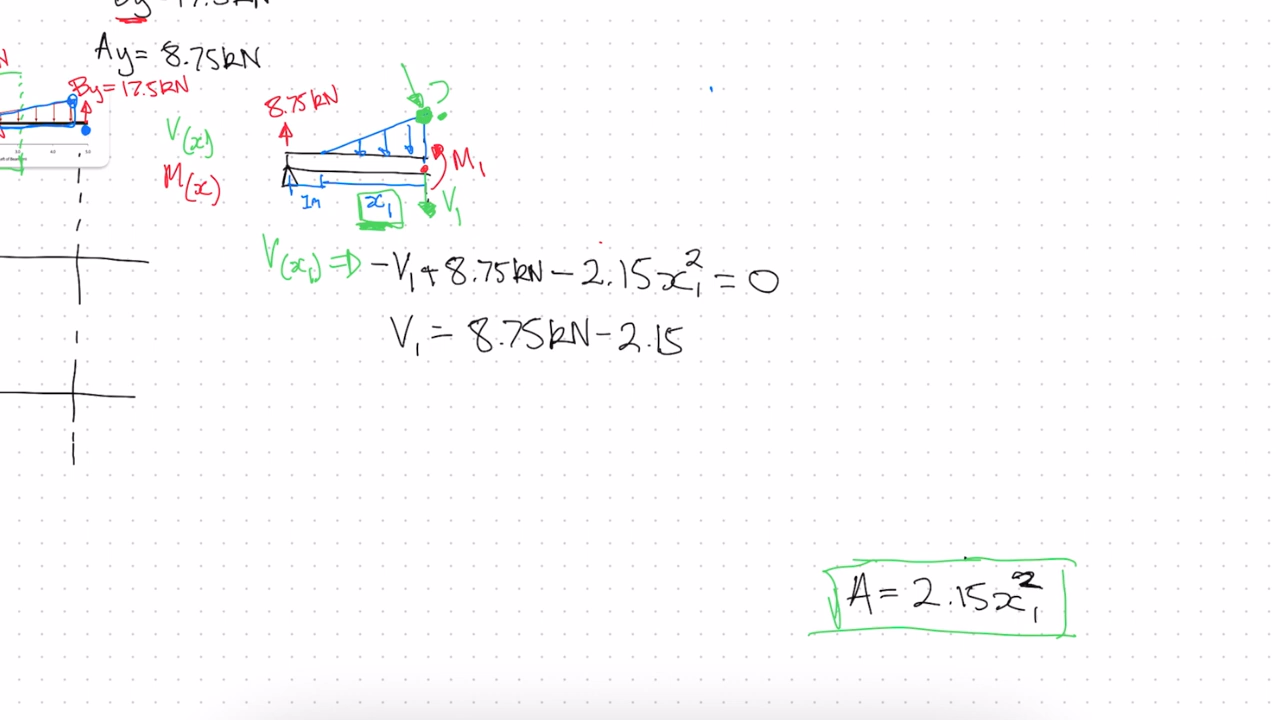 Ay = 8.75kN
By = 17.5kN
8.75kN
V(x)
M(x)
?
M₁
1m
x₁
V₁
V(x₁) ⇒ -V₁ + 8.75kN - 2.15x₁² = 0
V₁ = 8.75kN - 2.15
A = 2.15x₁²